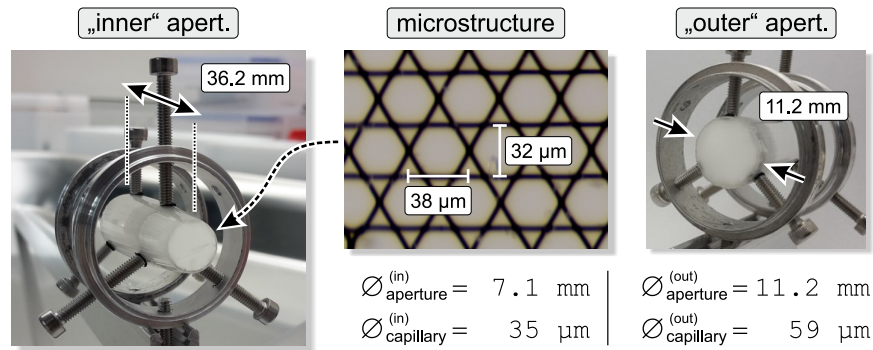 „inner“ apert.
microstructure
„outer“ apert.
36.2 mm
32 µm
38 µm
11.2 mm
∅ (in) aperture = 7.1 mm
∅ (in) capillary = 35 µm
∅ (out) aperture = 11.2 mm
∅ (out) capillary = 59 µm